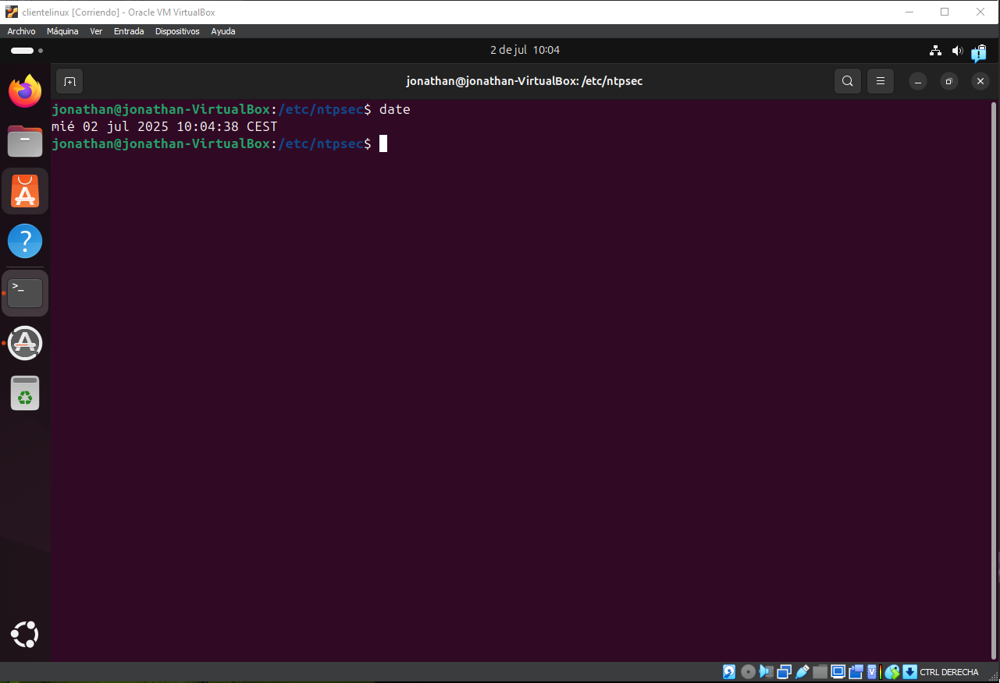 clientelinux [Corriendo] - Oracle VM VirtualBox
Archivo Máquina Ver Entrada Dispositivos Ayuda
2 de jul 10:04
jonathan@jonathan-VirtualBox: /etc/ntpsec
jonathan@jonathan-VirtualBox:/etc/ntpsec$ date
mié 02 jul 2025 10:04:38 CEST
jonathan@jonathan-VirtualBox:/etc/ntpsec$
CTRL DERECHA